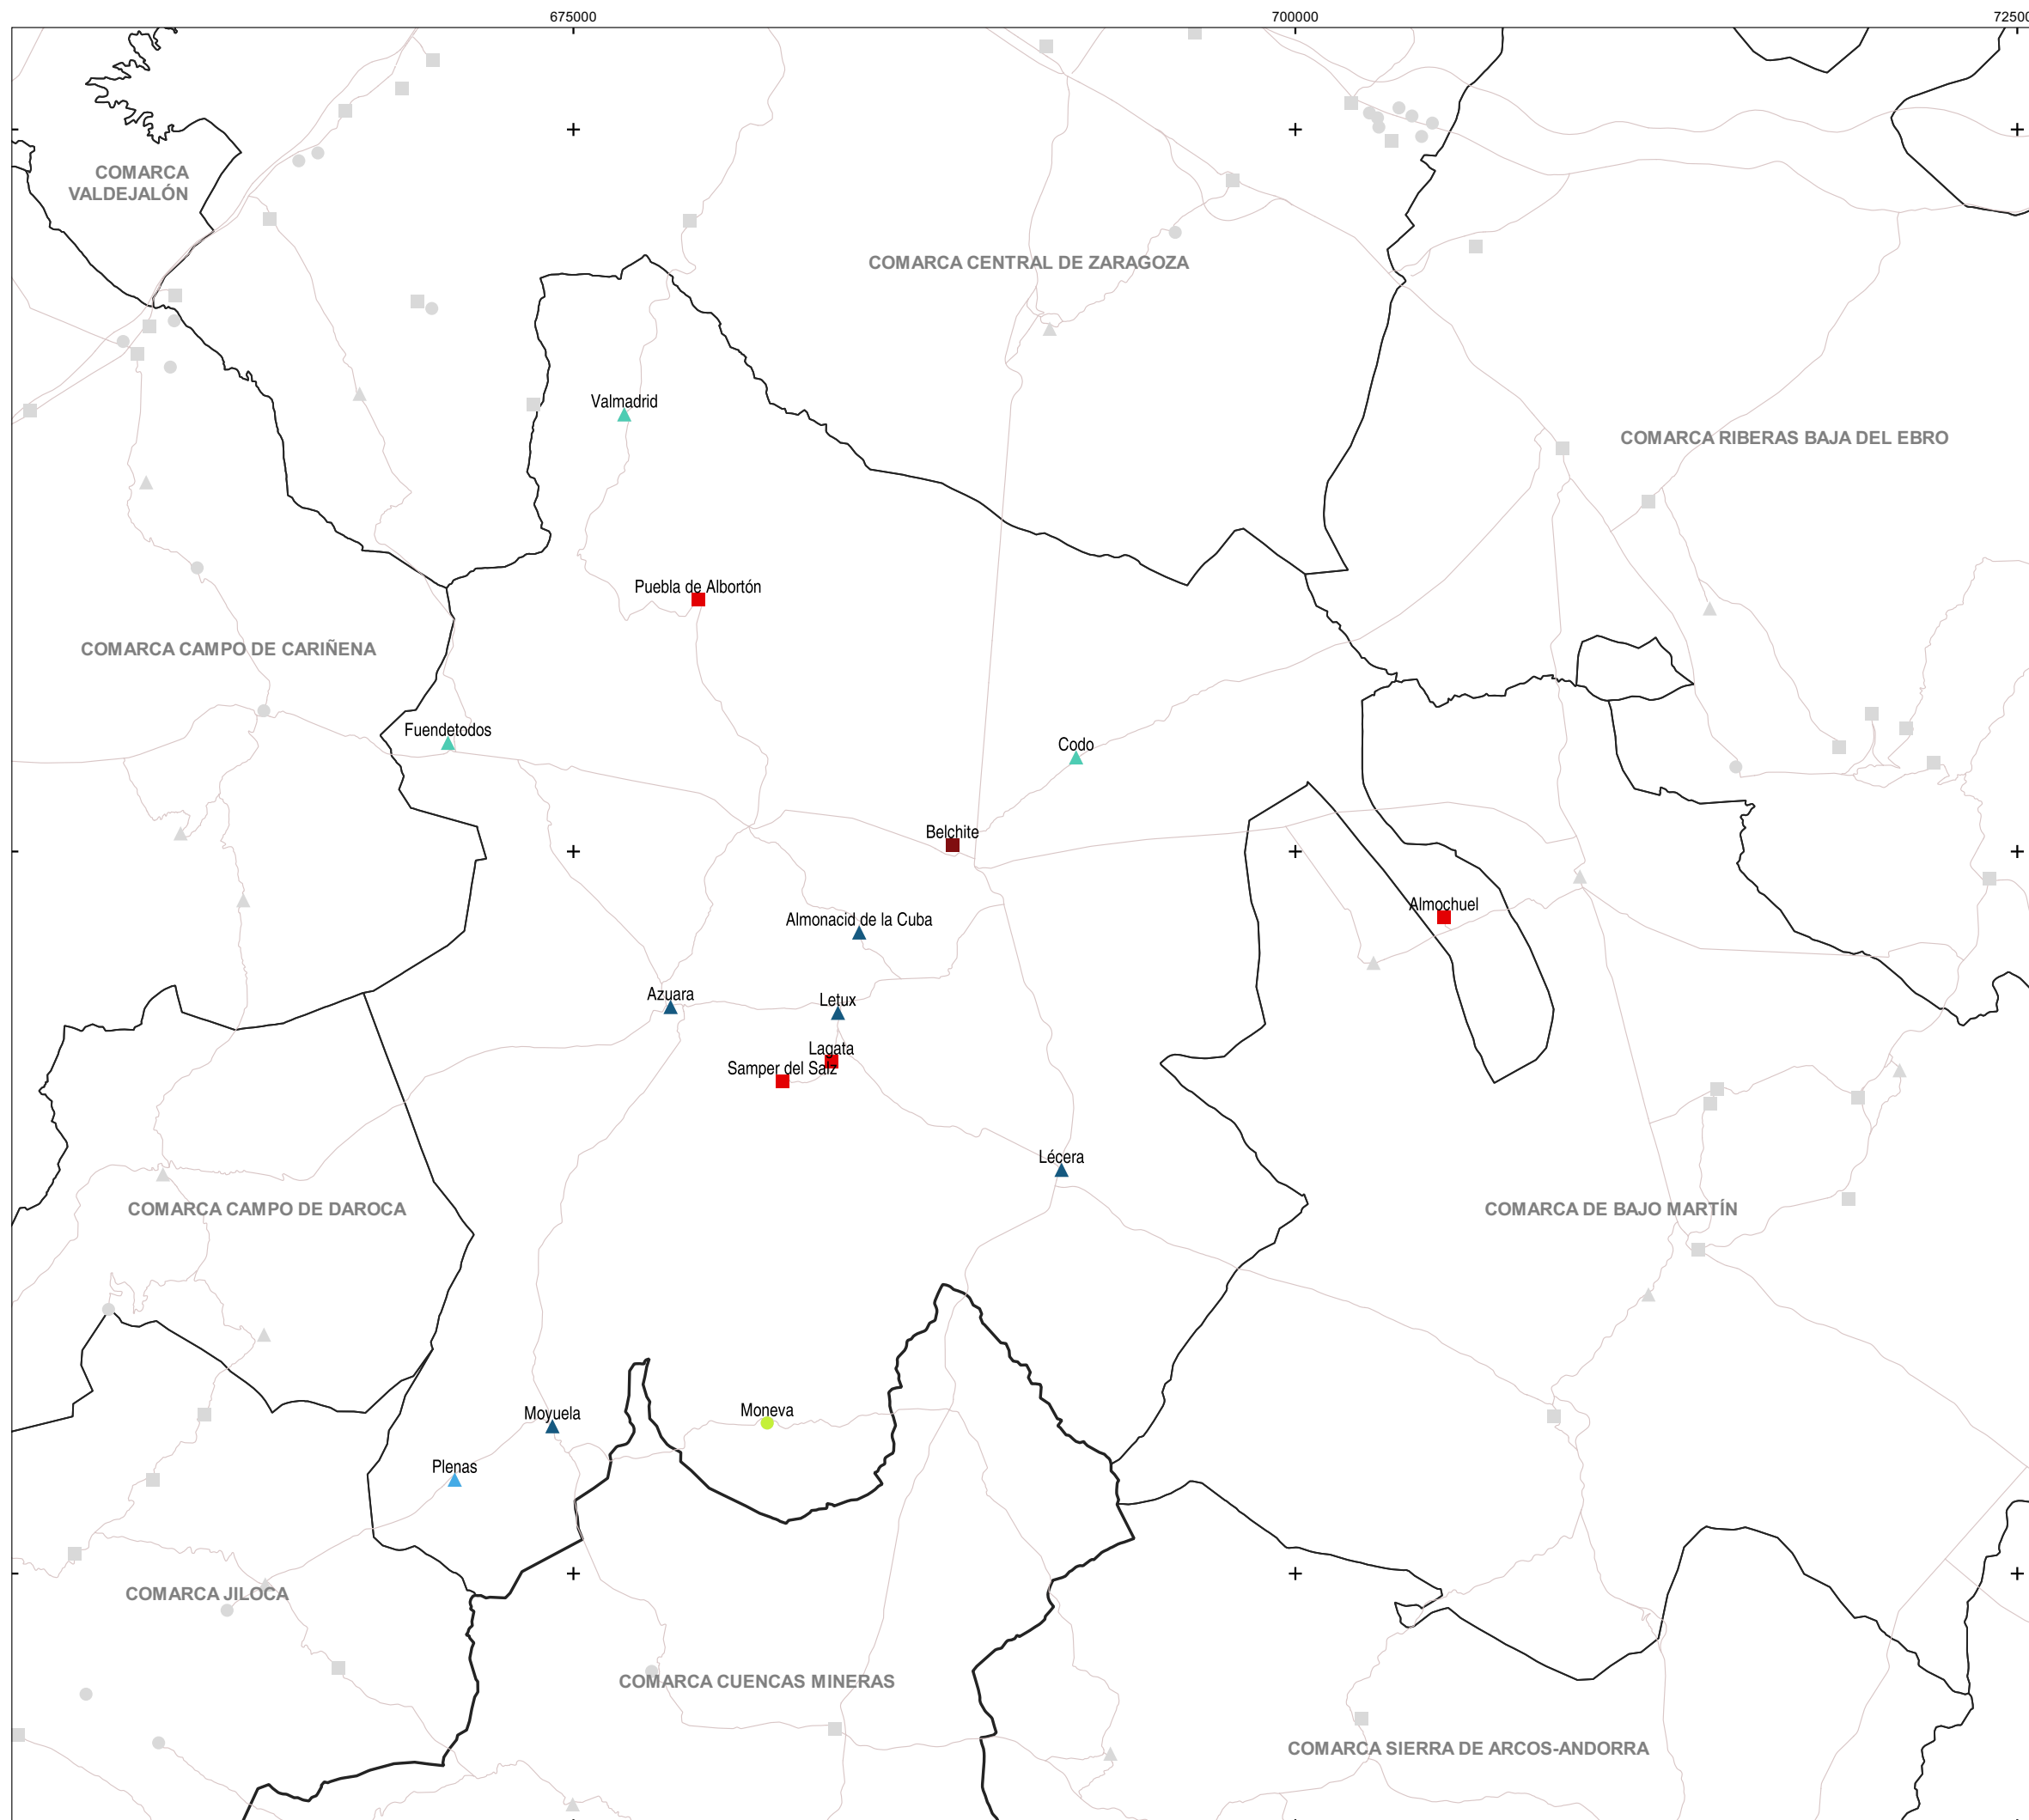 675000
700000
72500
COMARCA
VALDEJALÓN
COMARCA CENTRAL DE ZARAGOZA
Valmadrid
COMARCA RIBERAS BAJA DEL EBRO
Puebla de Albortón
COMARCA CAMPO DE CARIÑENA
Fuendetodos
Codo
Belchite
Almochuel
Almonacid de la Cuba
Azuara
Letux
Lagata
Samper del Salz
Lécera
COMARCA CAMPO DE DAROCA
COMARCA DE BAJO MARTÍN
Moyuela
Moneva
Plenas
COMARCA JILOCA
COMARCA CUENCAS MINERAS
COMARCA SIERRA DE ARCOS-ANDORRA